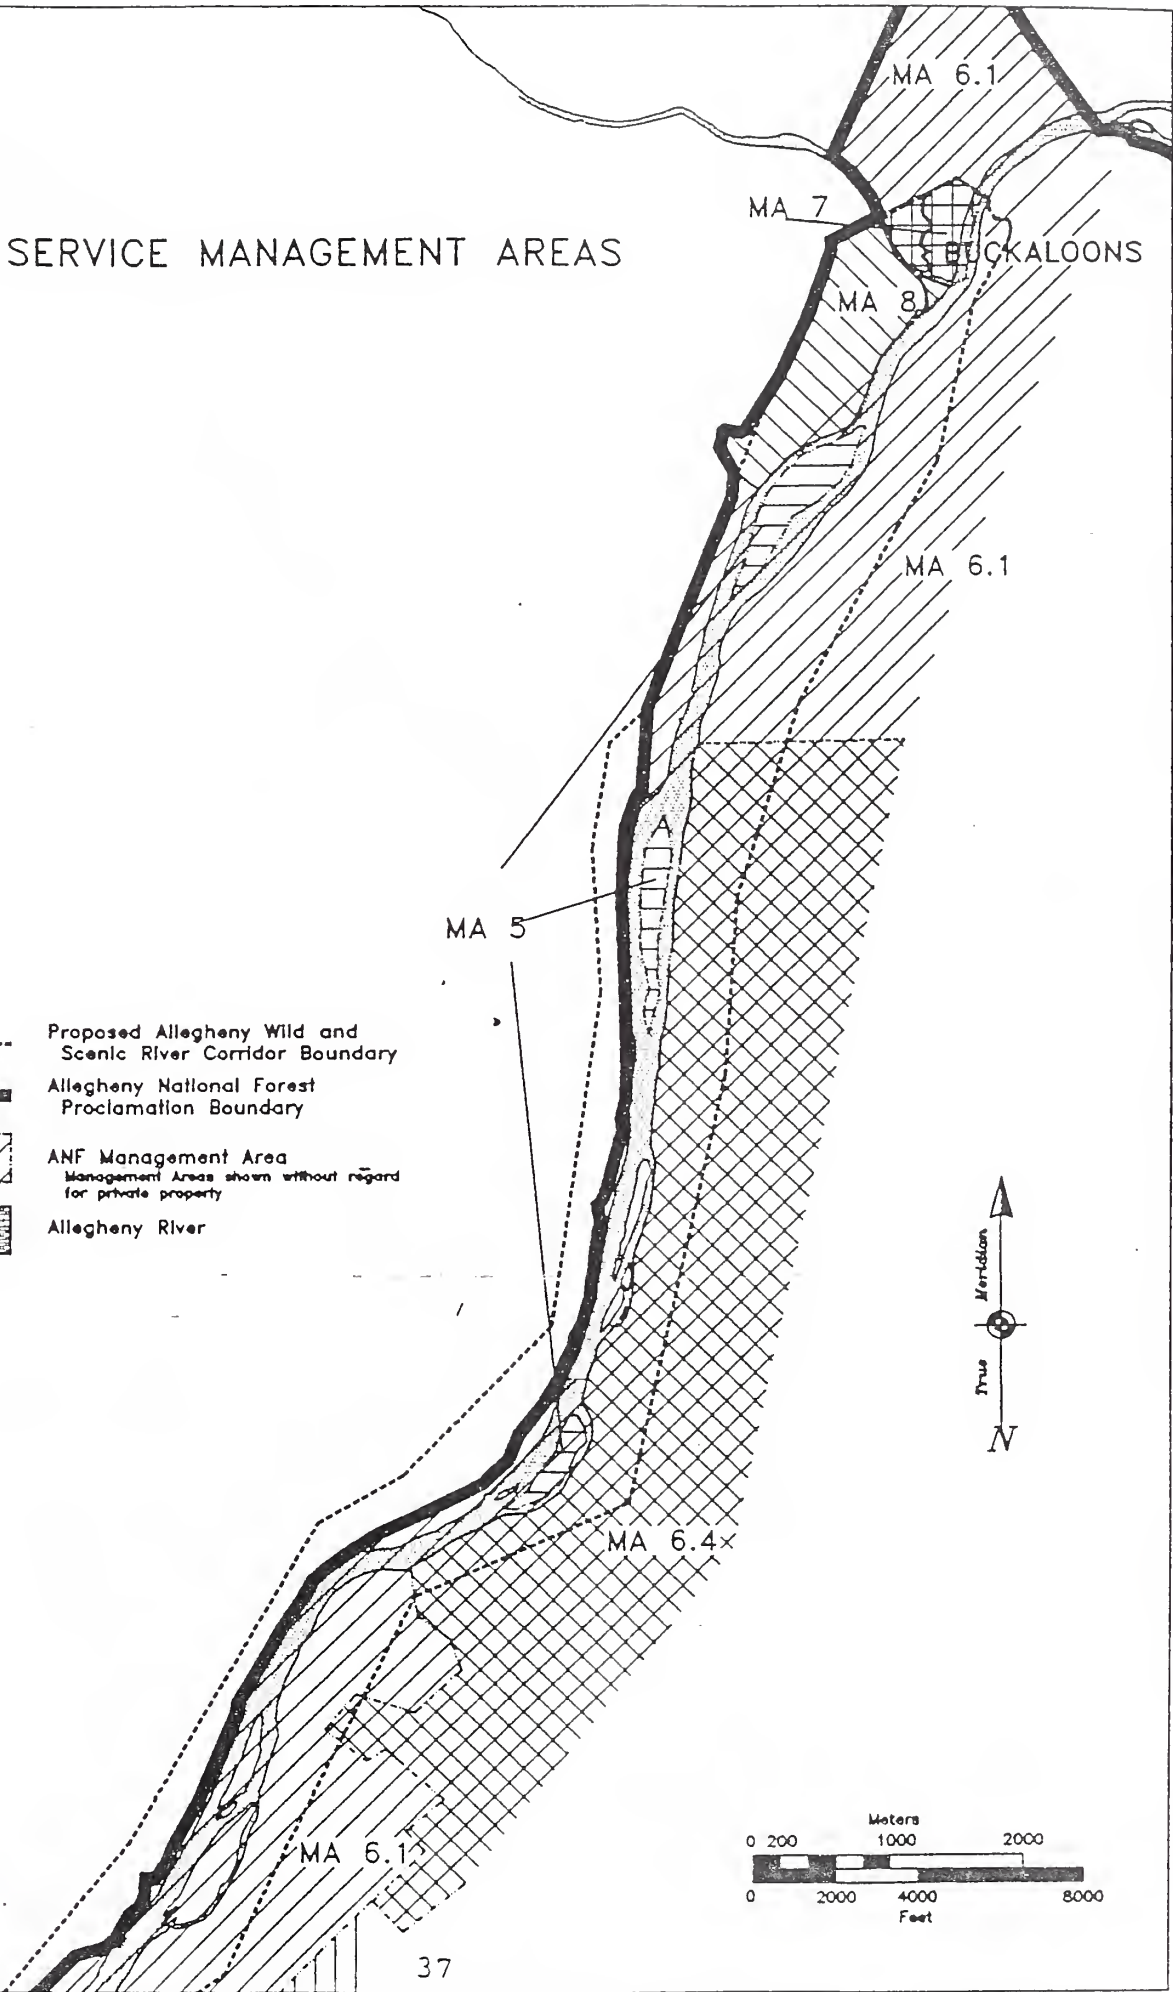 MA 6.1
MA 7
SERVICE MANAGEMENT AREAS
BUCKALOONS
MA 8
MA 6.1
A
MA 5
Proposed Allegheny Wild and
Scenic River Corridor Boundary
Allegheny National Forest
Proclamation Boundary
ANF Management Area
Management Areas shown without regard
for private property
Allegheny River
True Meridian
N
MA 6.4
MA 6.1
Meters
0 200 1000 2000
0 2000 4000 8000
Feet
37